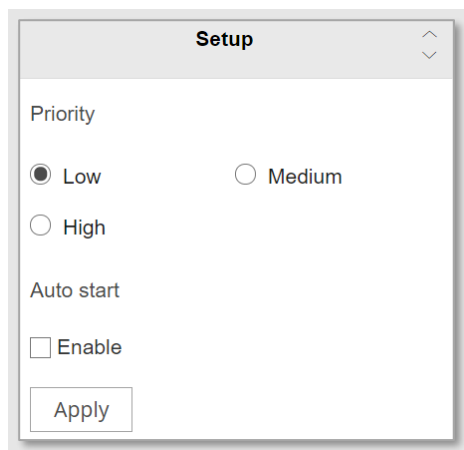 Setup
Priority
Low Medium
High
Auto start
Enable
Apply